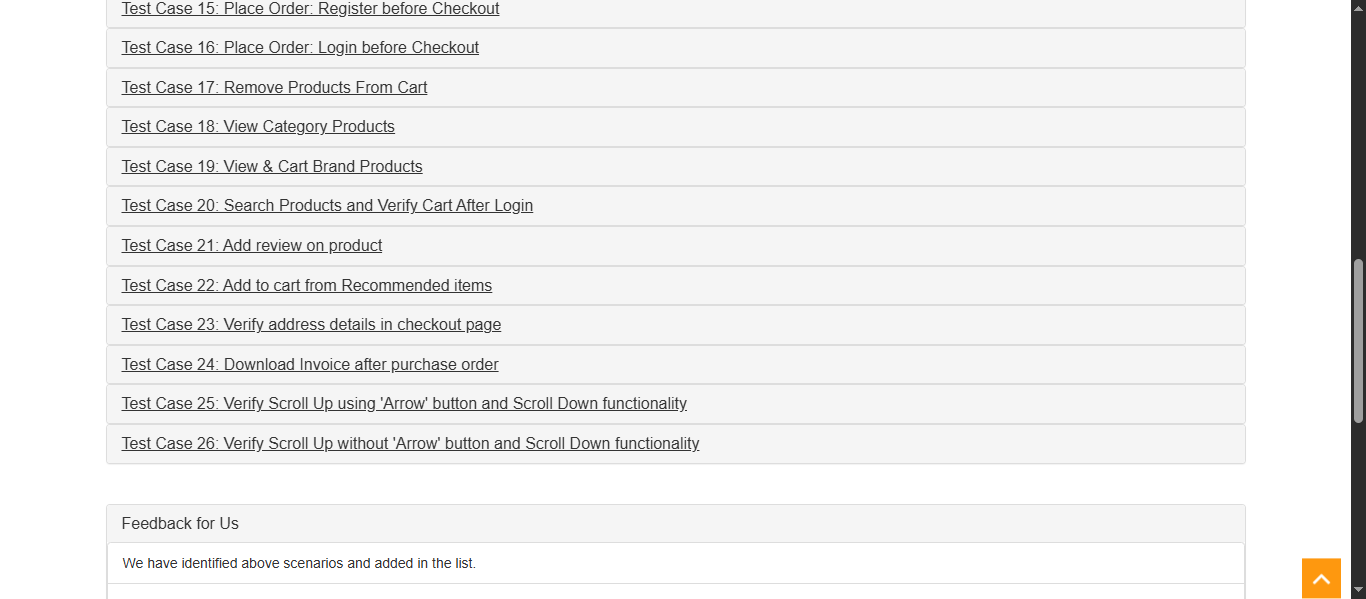 Test Case 15: Place Order: Register before Checkout
Test Case 16: Place Order: Login before Checkout
Test Case 17: Remove Products From Cart
Test Case 18: View Category Products
Test Case 19: View & Cart Brand Products
Test Case 20: Search Products and Verify Cart After Login
Test Case 21: Add review on product
Test Case 22: Add to cart from Recommended items
Test Case 23: Verify address details in checkout page
Test Case 24: Download Invoice after purchase order
Test Case 25: Verify Scroll Up using 'Arrow' button and Scroll Down functionality
Test Case 26: Verify Scroll Up without 'Arrow' button and Scroll Down functionality
Feedback for Us
We have identified above scenarios and added in the list.